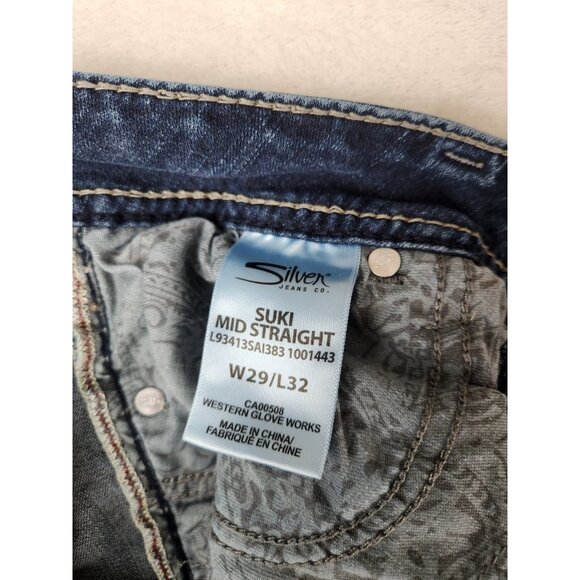 Silver
JEANS CO.
SUKI
MID STRAIGHT
L93413SAI383 1001443
W29/L32
CA00508
WESTERN GLOVE WORKS
MADE IN CHINA/
FABRIQUÉ EN CHINE